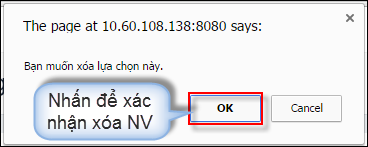 The page at 10.60.108.138:8080 says:
Bạn muốn xóa lựa chọn này.
Nhấn để xác
nhận xóa NV
OK
Cancel